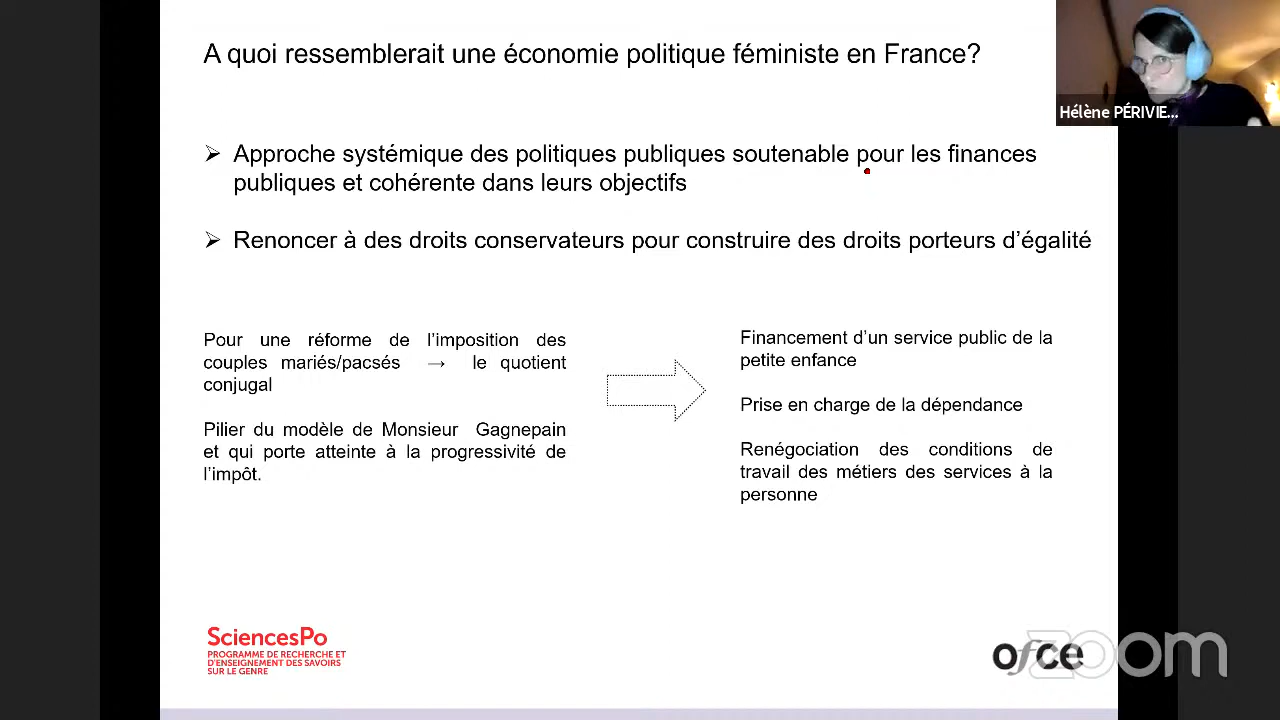 A quoi ressemblerait une économie politique féministe en France?
Hélène PÉRIVIE...
Approche systémique des politiques publiques soutenable pour les finances
publiques et cohérente dans leurs objectifs
Renoncer à des droits conservateurs pour construire des droits porteurs d’égalité
Pour une réforme de l’imposition des
couples mariés/pacsés → le quotient
conjugal
Pilier du modèle de Monsieur Gagnepain
et qui porte atteinte à la progressivité de
l’impôt.
Financement d’un service public de la
petite enfance
Prise en charge de la dépendance
Renégociation des conditions de
travail des métiers des services à la
personne
SciencesPo
PROGRAMME DE RECHERCHE ET
D’ENSEIGNEMENT DES SAVOIRS
SUR LE GENRE
ofce
zoom